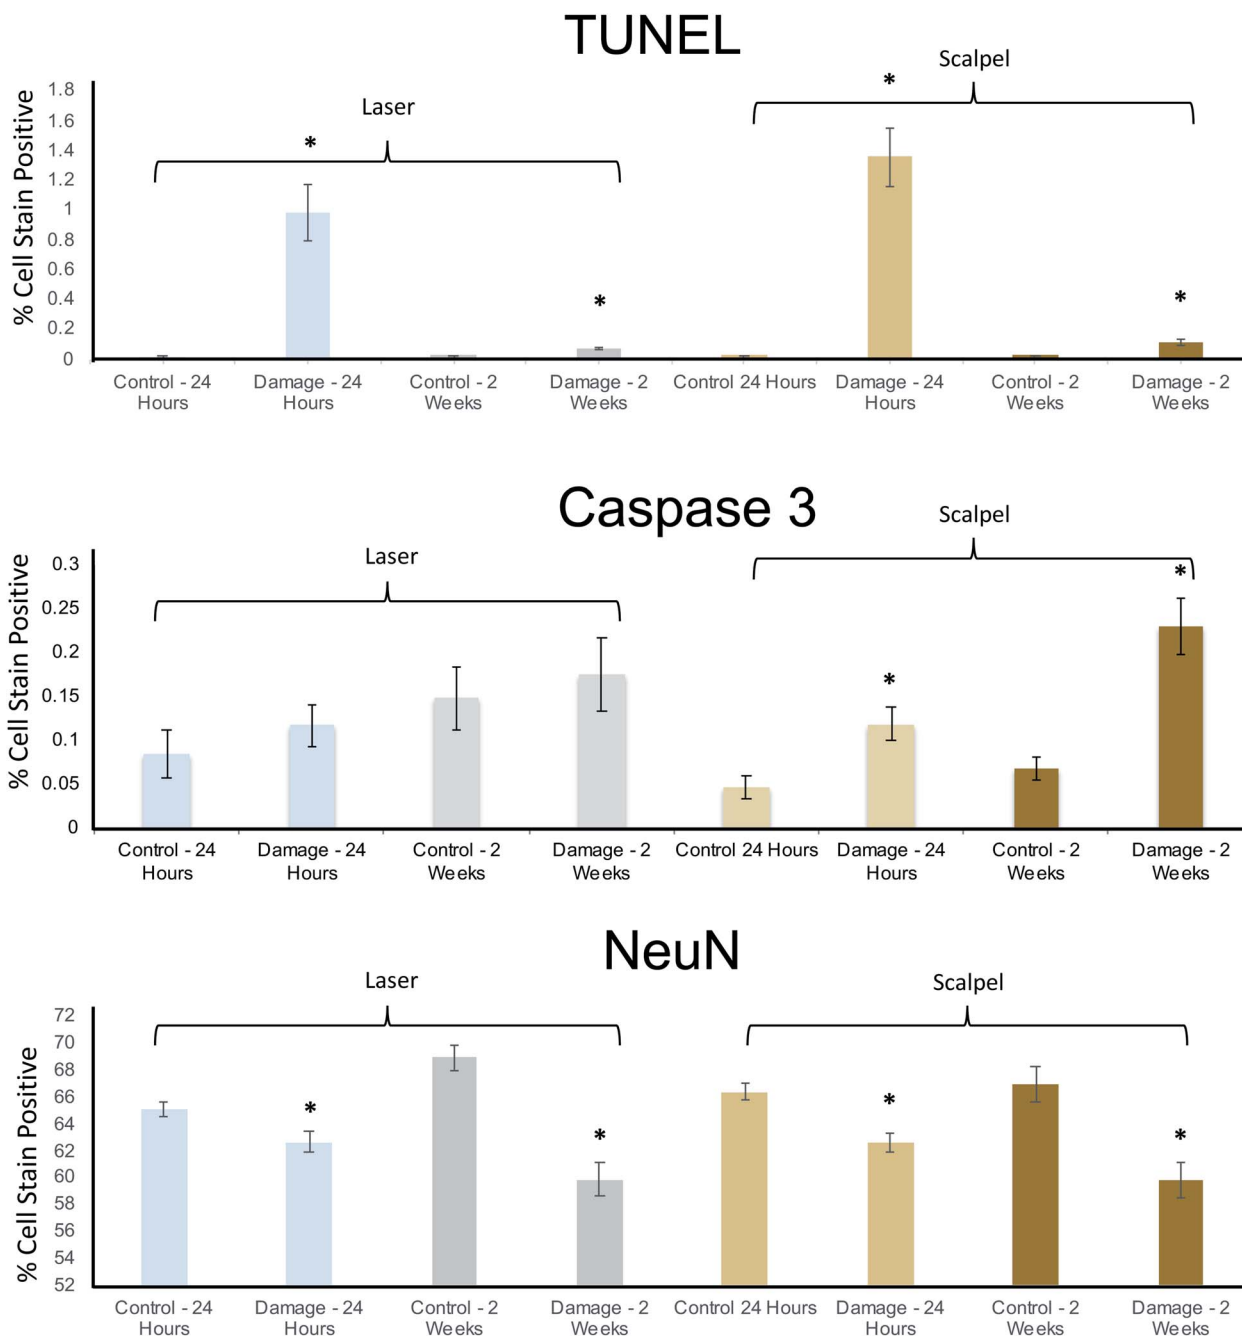 TUNEL
Scalpel
Laser
*
*
% Cell Stain Positive
1.8
1.6
1.4
1.2
1
0.8
0.6
0.4
0.2
0
*
*
Control - 24
Hours
Damage - 24
Hours
Control - 2
Weeks
Damage - 2
Weeks
Control 24 Hours
Damage - 24
Hours
Control - 2
Weeks
Damage - 2
Weeks
Caspase 3
Scalpel
Laser
% Cell Stain Positive
0.3
0.25
0.2
0.15
0.1
0.05
0
*
*
Control - 24
Hours
Damage - 24
Hours
Control - 2
Weeks
Damage - 2
Weeks
Control 24 Hours
Damage - 24
Hours
Control - 2
Weeks
Damage - 2
Weeks
NeuN
Laser
Scalpel
% Cell Stain Positive
72
70
68
66
64
62
60
58
56
54
52
*
*
*
*
Control - 24
Hours
Damage - 24
Hours
Control - 2
Weeks
Damage - 2
Weeks
Control 24 Hours
Damage - 24
Hours
Control - 2
Weeks
Damage - 2
Weeks